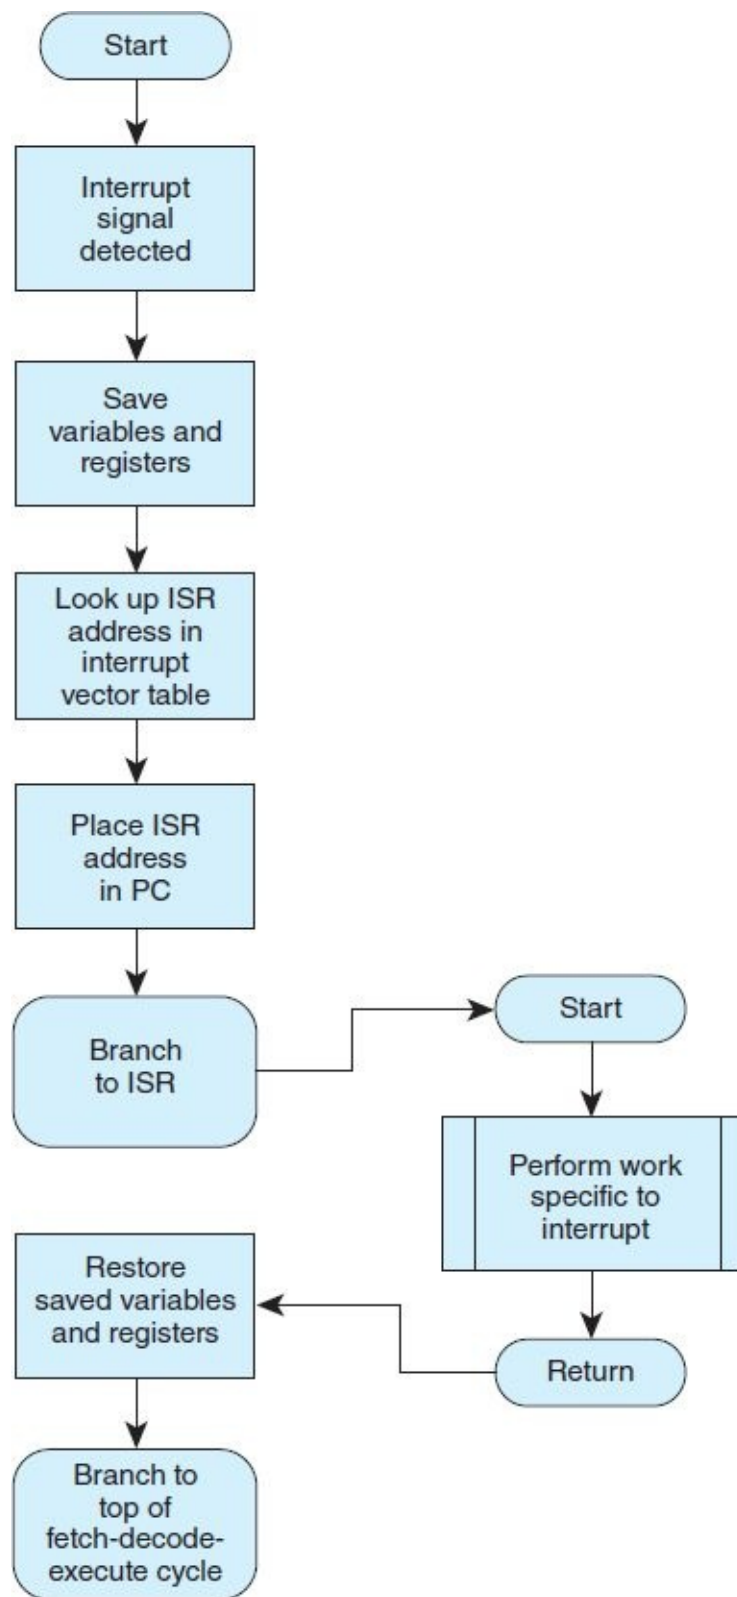 Start
Interrupt
signal
detected
Save
variables and
registers
Look up ISR
address in
interrupt
vector table
Place ISR
address
in PC
Branch
to ISR
Start
Perform work
specific to
interrupt
Return
Restore
saved variables
and registers
Branch to
top of
fetch-decode-
execute cycle